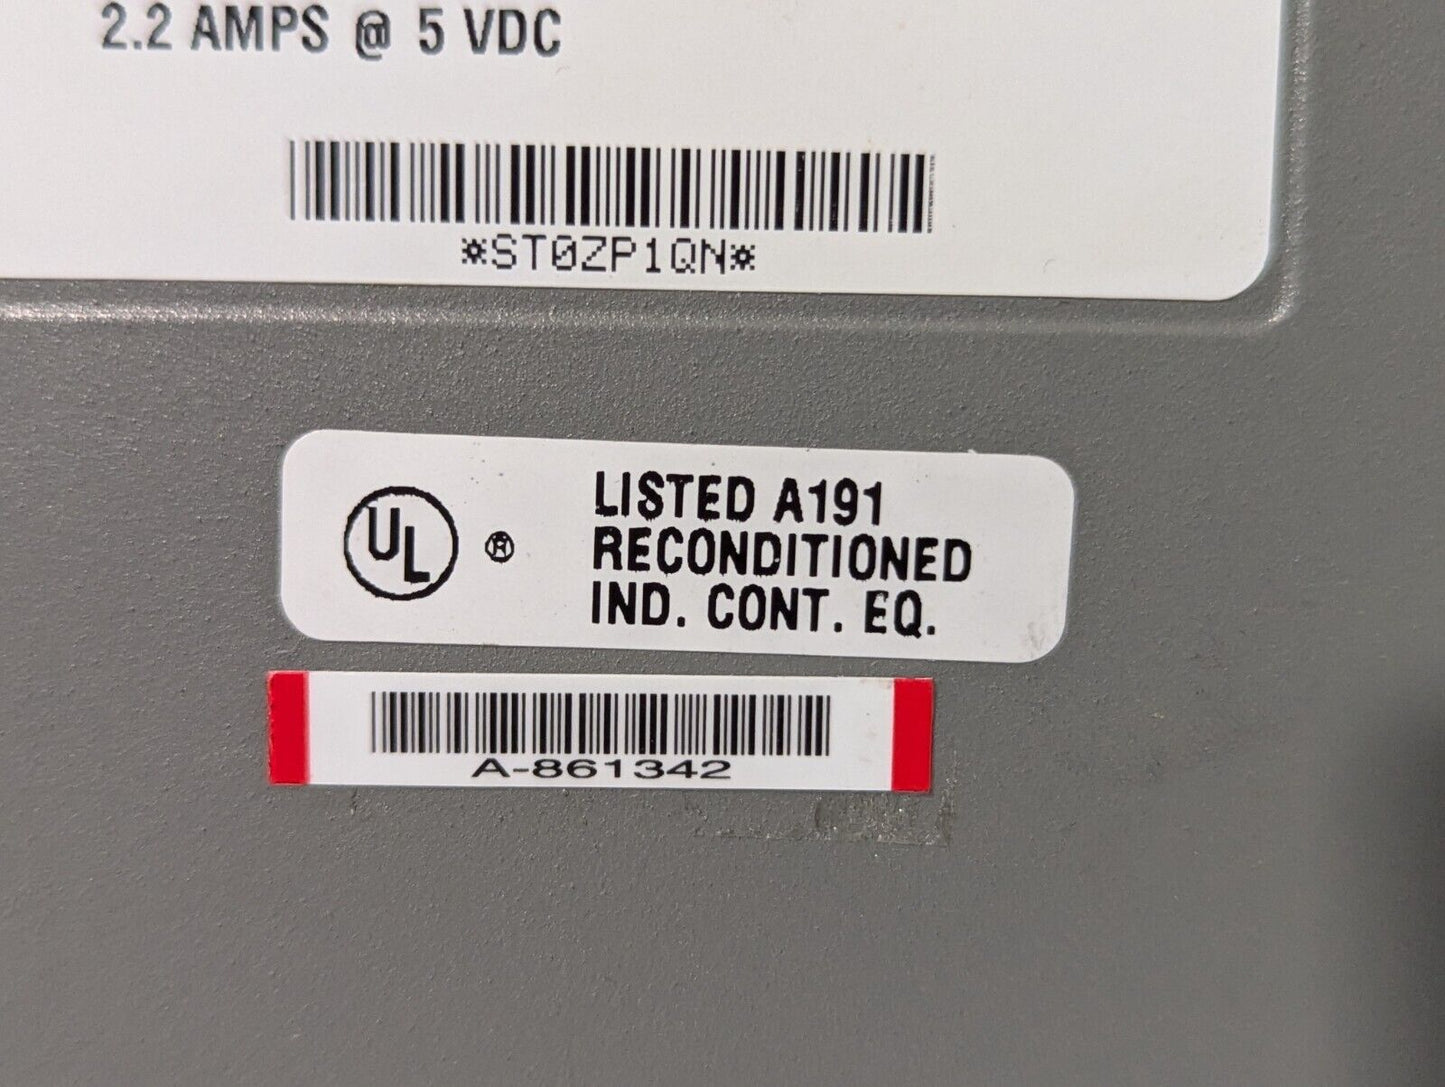 2.2 AMPS @ 5 VDC
*ST0ZP1QN*
UL ® LISTED A191
RECONDITIONED
IND. CONT. EQ.
A-861342